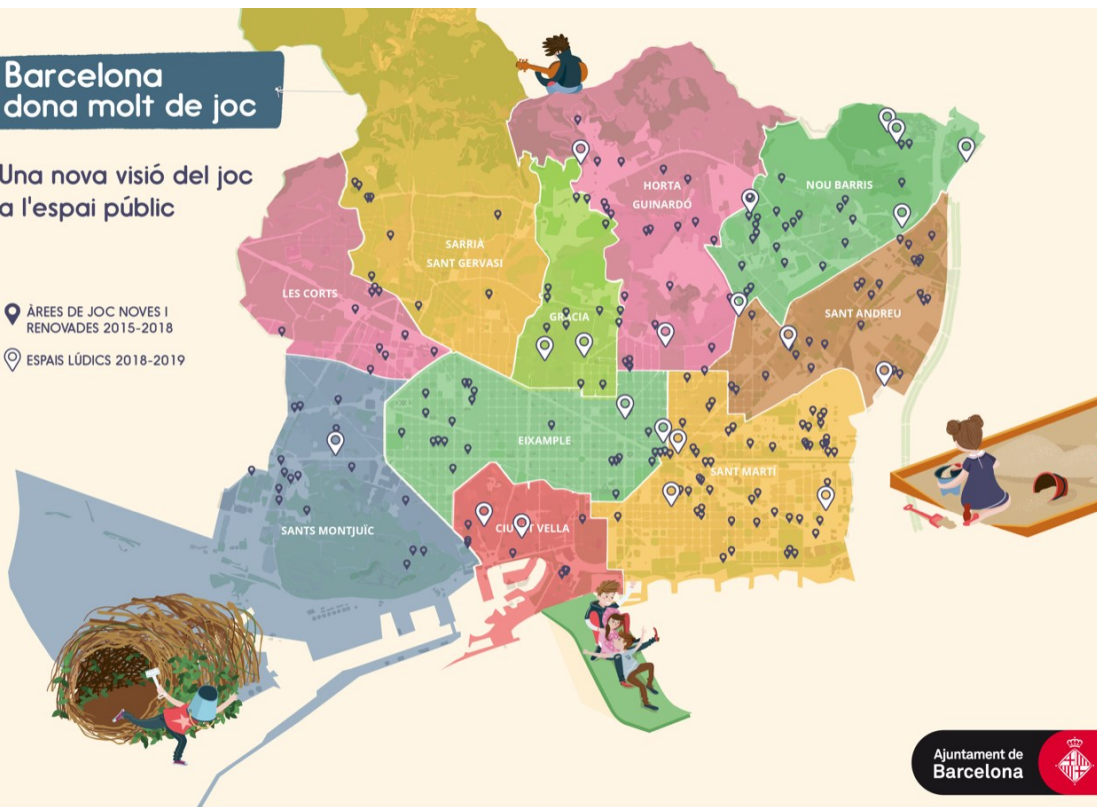 Barcelona
dona molt de joc
Una nova visió del joc
a l'espai públic
ÀREES DE JOC NOVES I
RENOVADES 2015-2018
ESPAIS LÚDICS 2018-2019
HORTA
GUINARDÓ
NOU BARRIS
SARRIÀ
SANT GERVASI
LES CORTS
GRÀCIA
SANT ANDREU
EIXAMPLE
SANT MARTÍ
SANTS MONTJUÏC
CIUTAT VELLA
Ajuntament de
Barcelona